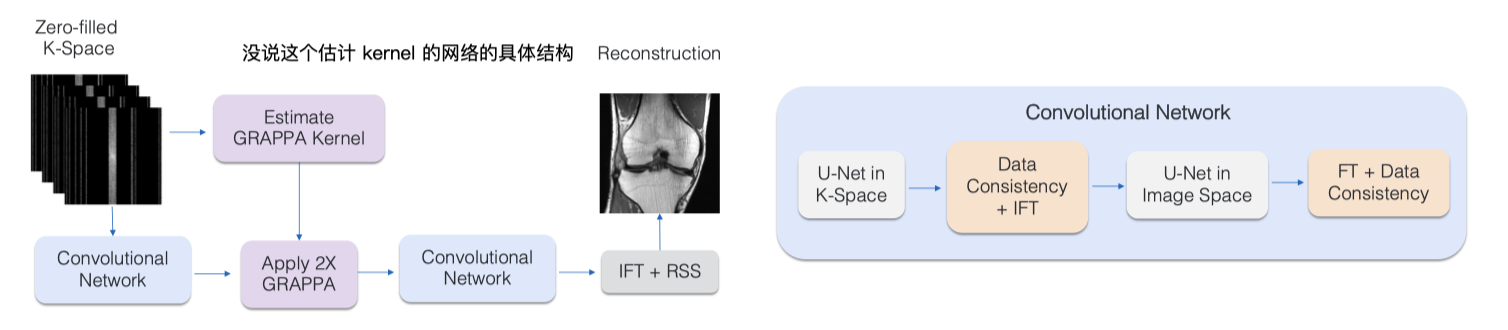 Zero-filled
K-Space
没说这个估计 kernel 的网络的具体结构
Reconstruction
Estimate
GRAPPA Kernel
Convolutional
Network
Apply 2X
GRAPPA
Convolutional
Network
IFT + RSS
Convolutional Network
U-Net in
K-Space
Data
Consistency
+ IFT
U-Net in
Image Space
FT + Data
Consistency